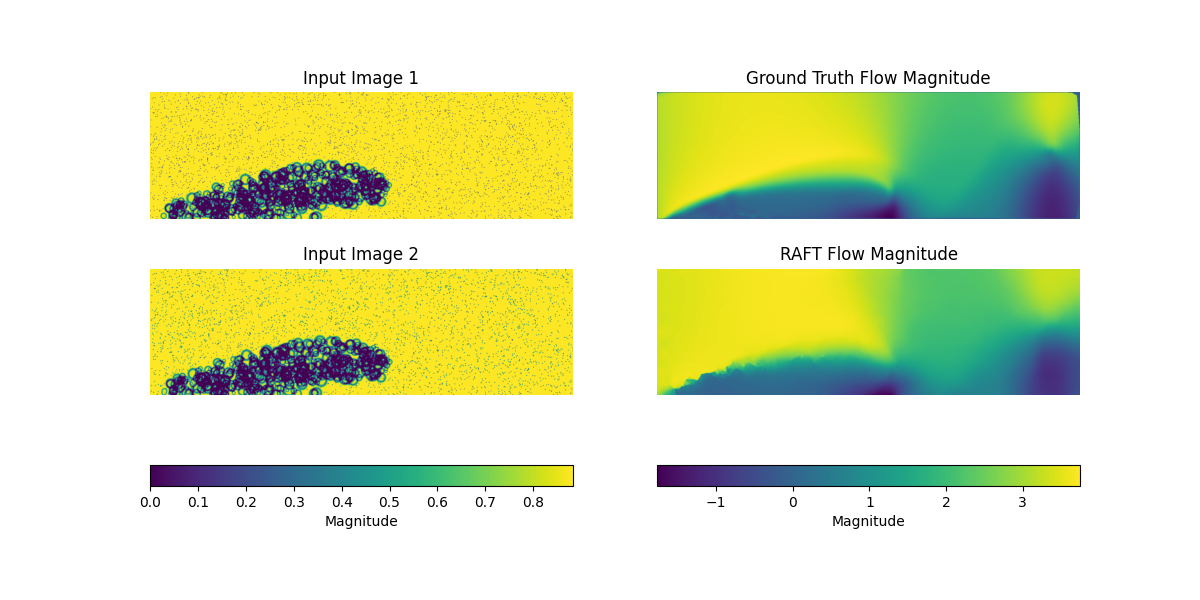 Input Image 1
Ground Truth Flow Magnitude
Input Image 2
RAFT Flow Magnitude
0.0 0.1 0.2 0.3 0.4 0.5 0.6 0.7 0.8
Magnitude
−1 0 1 2 3
Magnitude